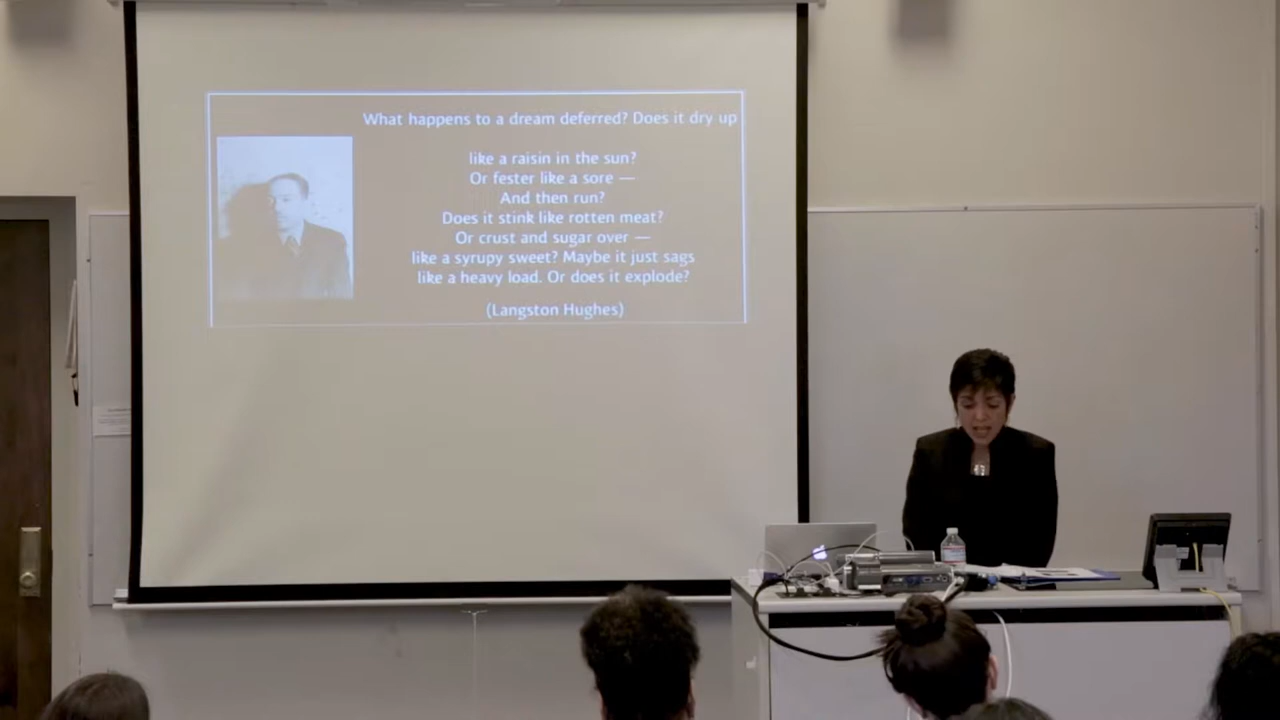 What happens to a dream deferred? Does it dry up
like a raisin in the sun?
Or fester like a sore —
And then run?
Does it stink like rotten meat?
Or crust and sugar over —
like a syrupy sweet? Maybe it just sags
like a heavy load. Or does it explode?
(Langston Hughes)